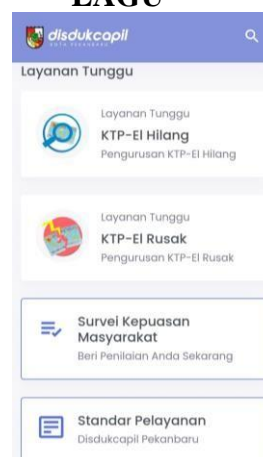 LAGU
disdukcapil
KOTA PEKANBARU
Layanan Tunggu
Layanan Tunggu
KTP-El Hilang
Pengurusan KTP-El Hilang
Layanan Tunggu
KTP-El Rusak
Pengurusan KTP-El Rusak
Survei Kepuasan
Masyarakat
Beri Penilaian Anda Sekarang
Standar Pelayanan
Disdukcapil Pekanbaru